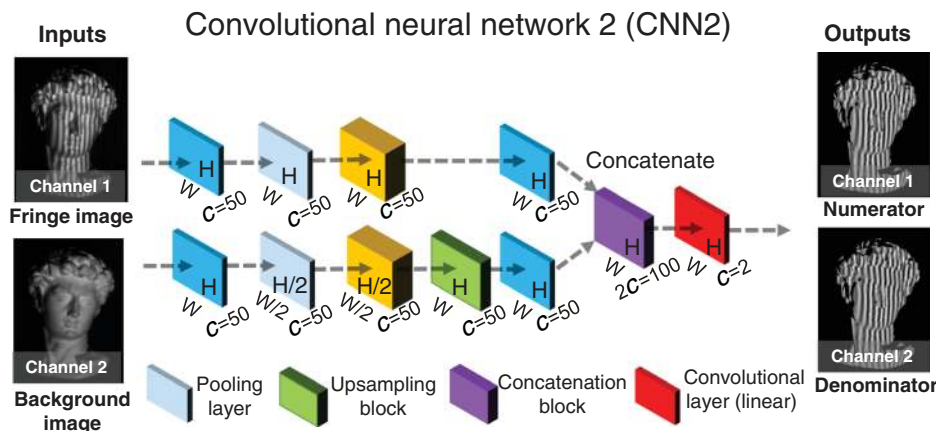 Inputs
Convolutional neural network 2 (CNN2)
Outputs
Channel 1
Fringe image
H
W
C=50
H
W
C=50
H
W
C=50
H
W
C=50
Concatenate
Channel 1
Numerator
Channel 2
Background
image
H
W
C=50
H/2
W/2
C=50
H/2
W/2
C=50
H
W
C=50
H
W
C=50
H
W
2C=100
H
W
C=2
Channel 2
Denominator
Pooling
layer
Upsampling
block
Concatenation
block
Convolutional
layer (linear)